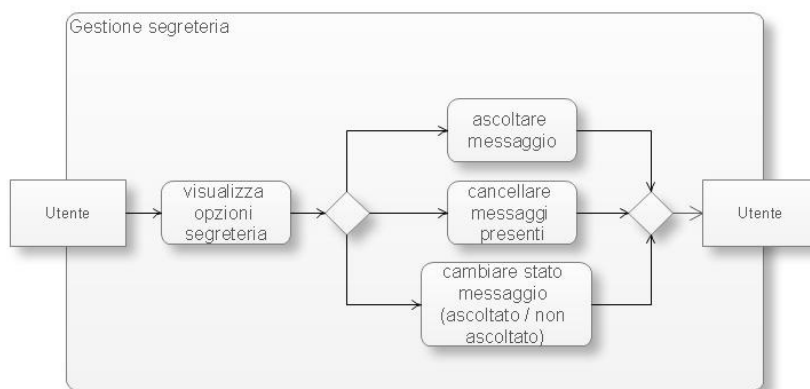 Gestione segreteria
ascoltare
messaggio
Utente
visualizza
opzioni
segreteria
cancellare
messaggi
presenti
Utente
cambiare stato
messaggio
(ascoltato / non
ascoltato)